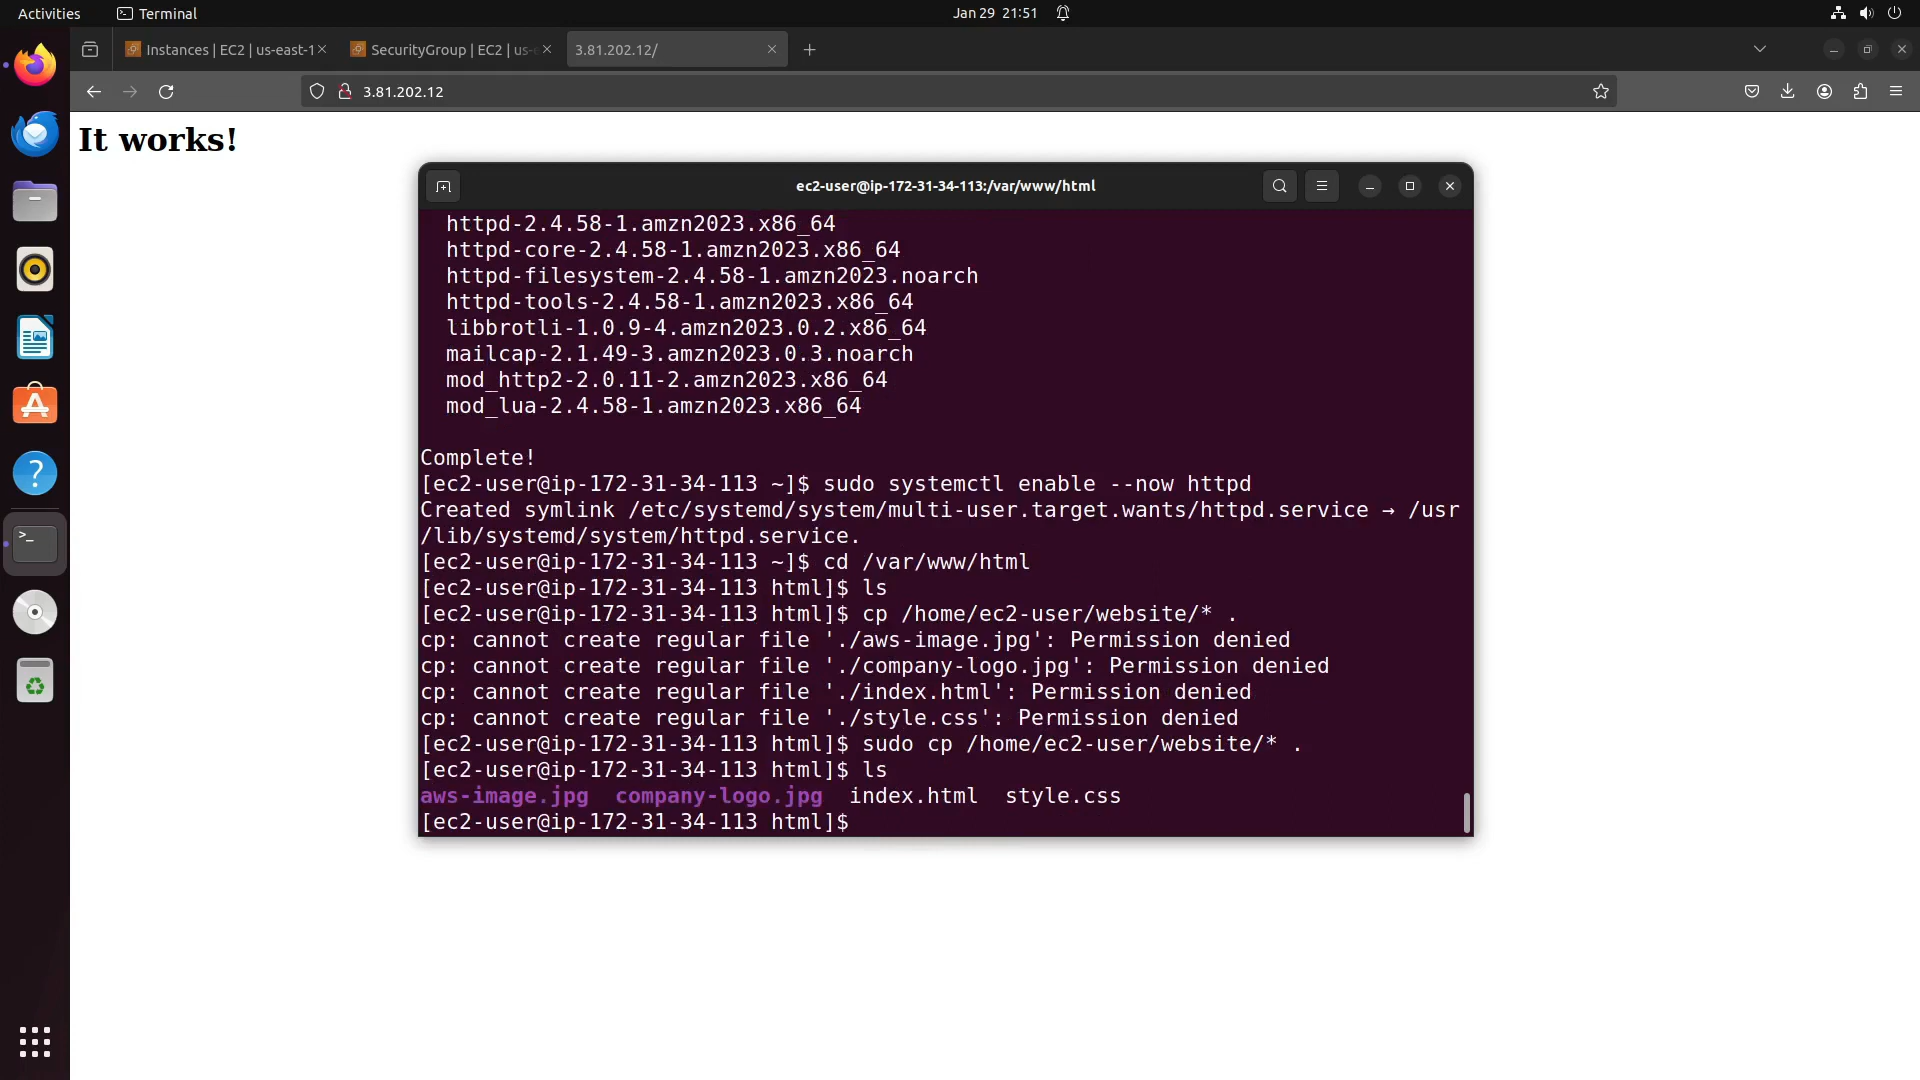 Activities
Terminal
Jan 29 21:51
Instances | EC2 | us-east-1
SecurityGroup | EC2 | us-e
3.81.202.12/
3.81.202.12
It works!
ec2-user@ip-172-31-34-113:/var/www/html
httpd-2.4.58-1.amzn2023.x86_64
httpd-core-2.4.58-1.amzn2023.x86_64
httpd-filesystem-2.4.58-1.amzn2023.noarch
httpd-tools-2.4.58-1.amzn2023.x86_64
libbrotli-1.0.9-4.amzn2023.0.2.x86_64
mailcap-2.1.49-3.amzn2023.0.3.noarch
mod_http2-2.0.11-2.amzn2023.x86_64
mod_lua-2.4.58-1.amzn2023.x86_64
Complete!
[ec2-user@ip-172-31-34-113 ~]$ sudo systemctl enable --now httpd
Created symlink /etc/systemd/system/multi-user.target.wants/httpd.service → /usr
/lib/systemd/system/httpd.service.
[ec2-user@ip-172-31-34-113 ~]$ cd /var/www/html
[ec2-user@ip-172-31-34-113 html]$ ls
[ec2-user@ip-172-31-34-113 html]$ cp /home/ec2-user/website/* .
cp: cannot create regular file './aws-image.jpg': Permission denied
cp: cannot create regular file './company-logo.jpg': Permission denied
cp: cannot create regular file './index.html': Permission denied
cp: cannot create regular file './style.css': Permission denied
[ec2-user@ip-172-31-34-113 html]$ sudo cp /home/ec2-user/website/* .
[ec2-user@ip-172-31-34-113 html]$ ls
aws-image.jpg company-logo.jpg index.html style.css
[ec2-user@ip-172-31-34-113 html]$